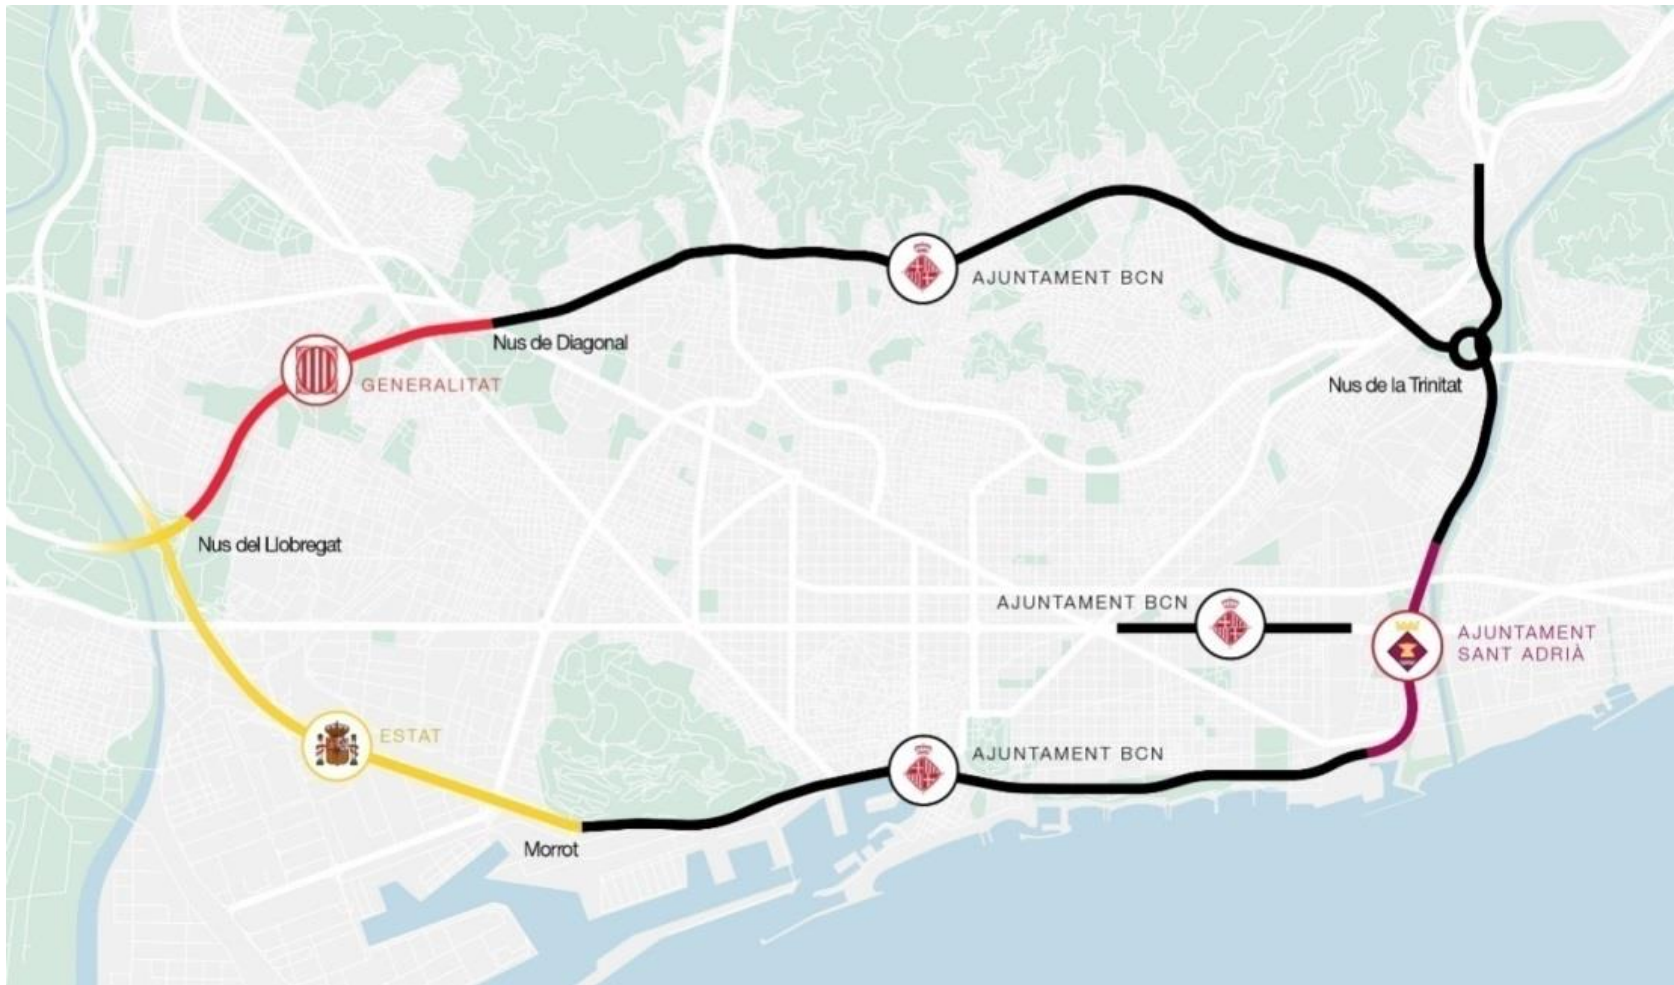 AJUNTAMENT BCN
Nus de Diagonal
GENERALITAT
Nus de la Trinitat
Nus del Llobregat
AJUNTAMENT BCN
AJUNTAMENT
SANT ADRIÀ
ESTAT
AJUNTAMENT BCN
Morrot